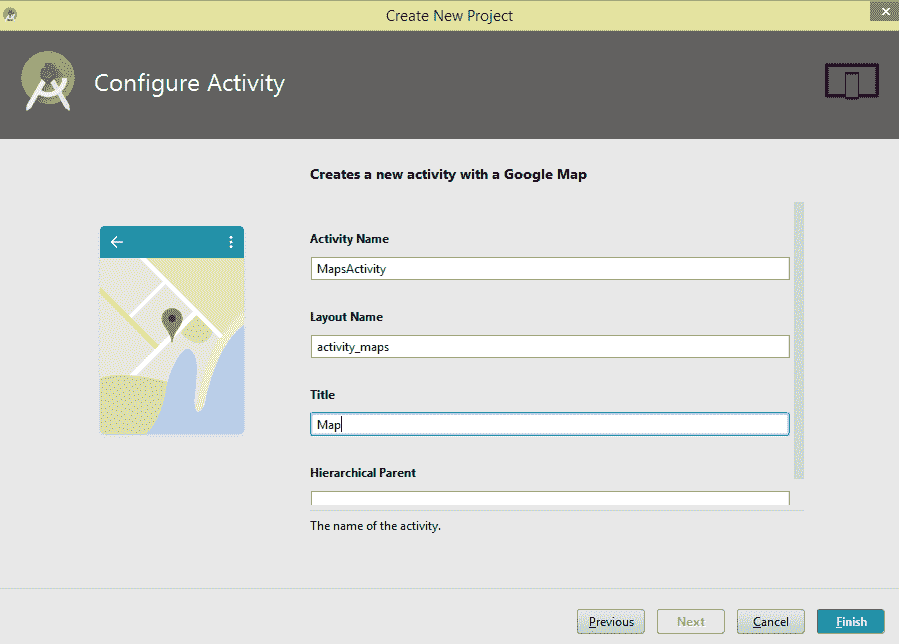 Create New Project
Configure Activity
Creates a new activity with a Google Map
Activity Name
MapsActivity
Layout Name
activity_maps
Title
Map
Hierarchical Parent
The name of the activity.
Previous
Next
Cancel
Finish